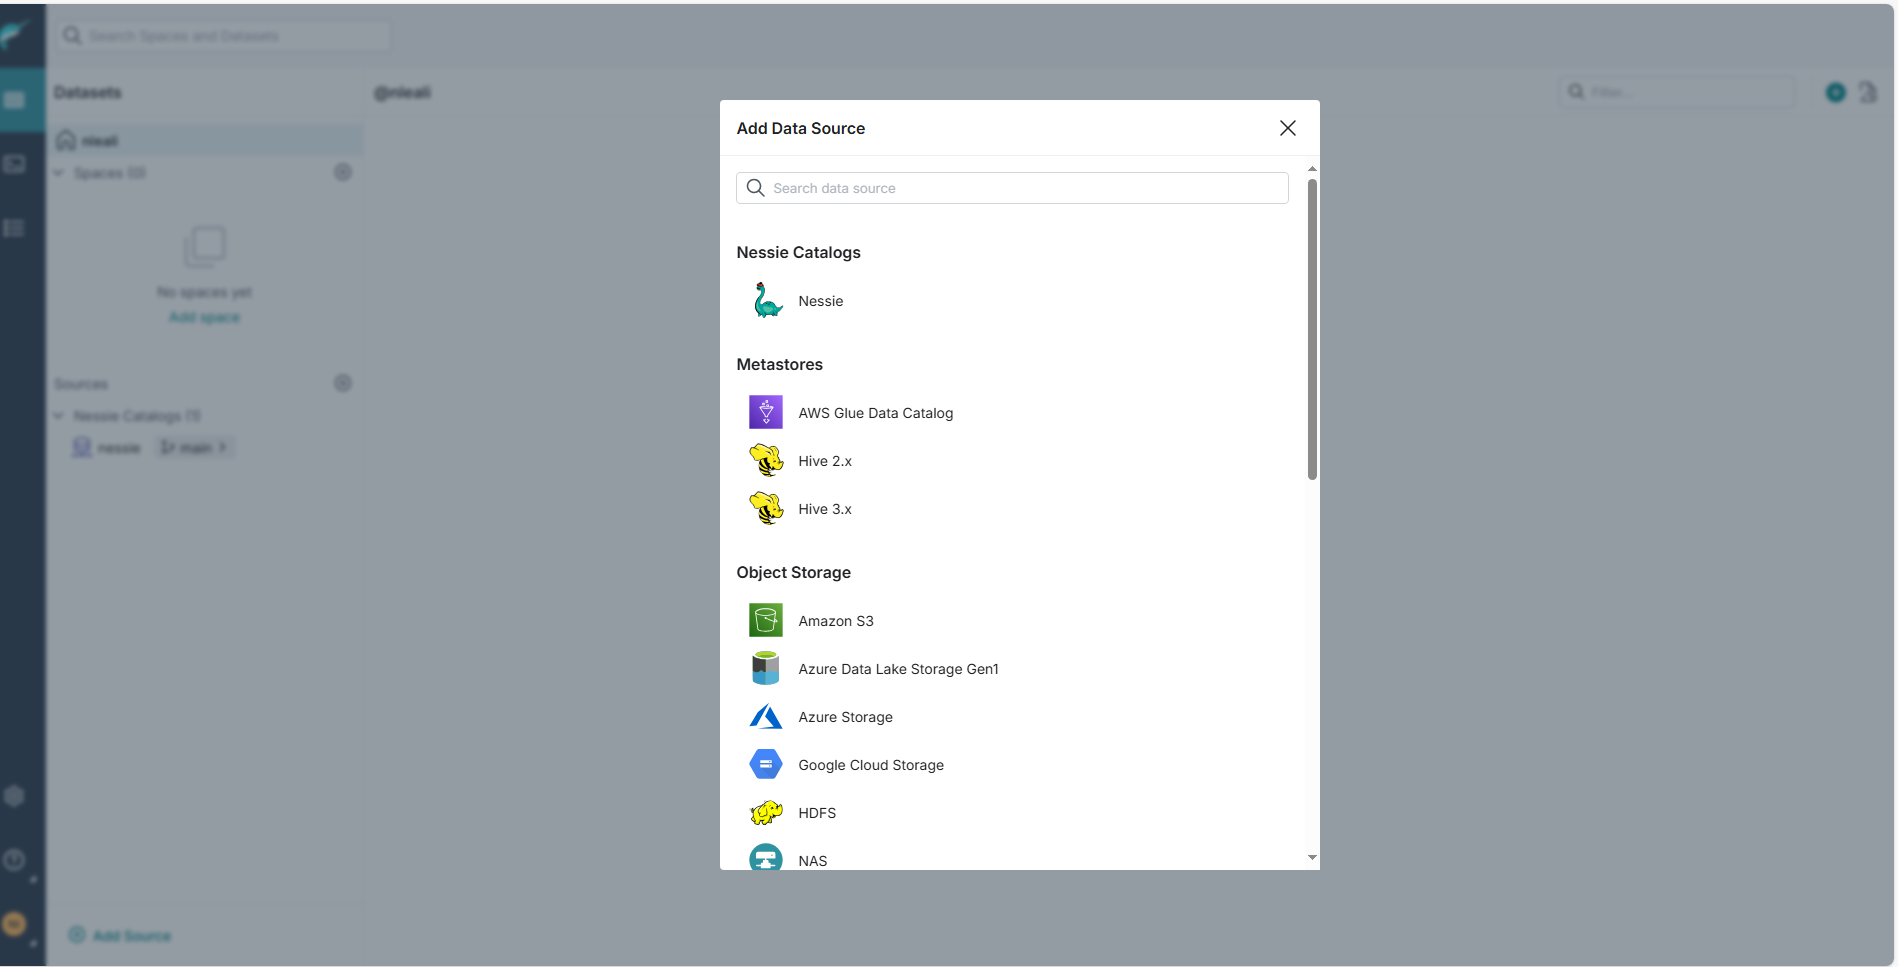 Search Spaces and Datasets
Datasets
@nleali
Filter...
nleali
Spaces (0)
No spaces yet
Add space
Sources
Nessie Catalogs (1)
nessie
main
Add Source
Add Data Source
Search data source
Nessie Catalogs
Nessie
Metastores
AWS Glue Data Catalog
Hive 2.x
Hive 3.x
Object Storage
Amazon S3
Azure Data Lake Storage Gen1
Azure Storage
Google Cloud Storage
HDFS
NAS